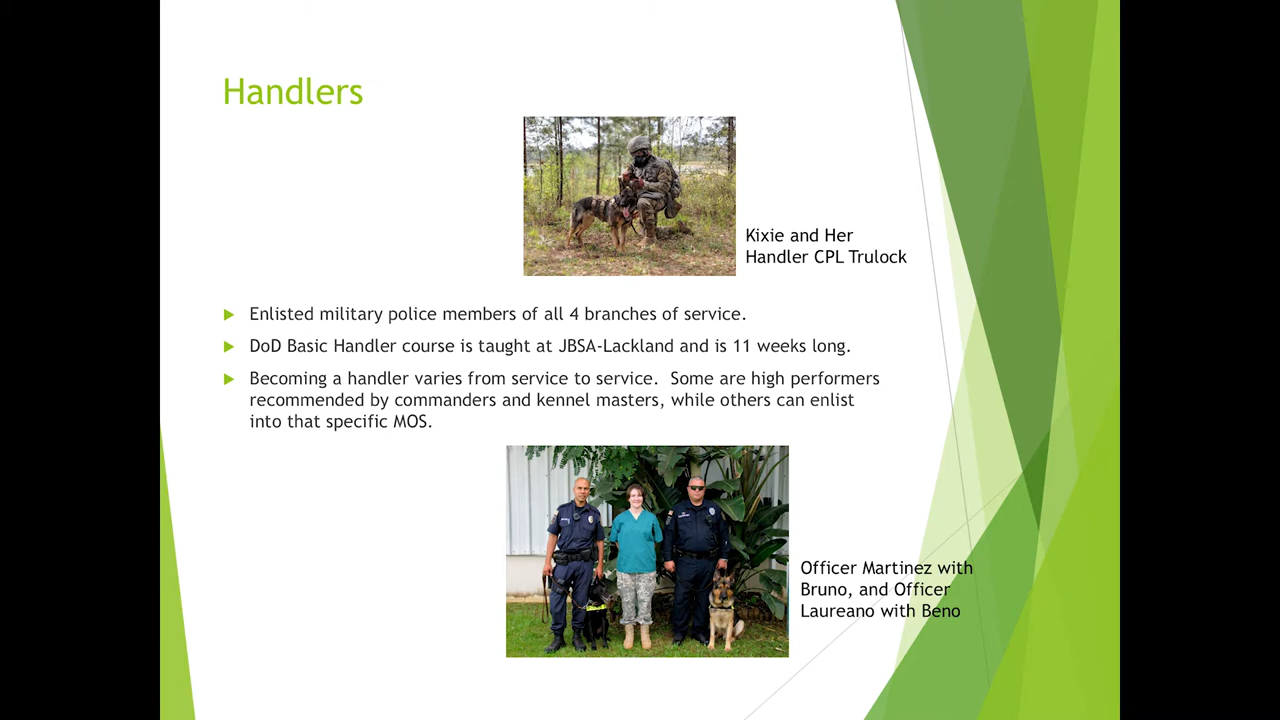 Handlers
Kixie and Her
Handler CPL Trulock
Enlisted military police members of all 4 branches of service.
DoD Basic Handler course is taught at JBSA-Lackland and is 11 weeks long.
Becoming a handler varies from service to service.  Some are high performers
recommended by commanders and kennel masters, while others can enlist
into that specific MOS.
Officer Martinez with
Bruno, and Officer
Laureano with Beno